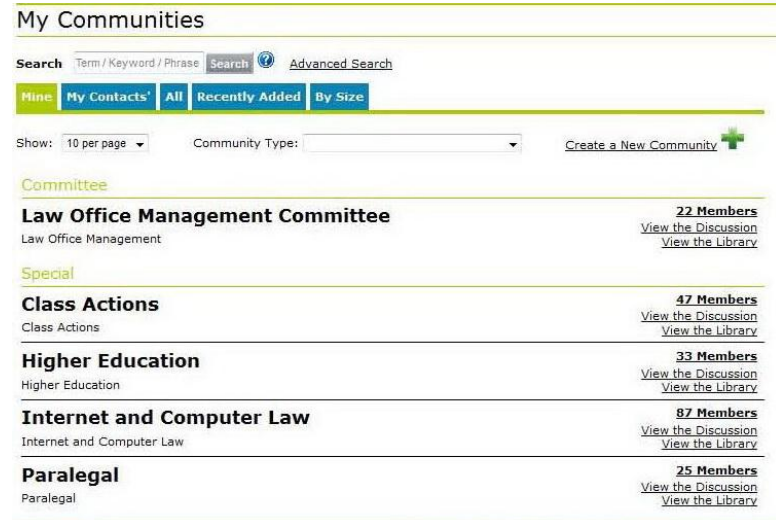 My Communities
Search Term / Keyword / Phrase Search ? Advanced Search
Mine My Contacts' All Recently Added By Size
Show: 10 per page Community Type: Create a New Community
Committee
Law Office Management Committee 22 Members
Law Office Management View the Discussion
View the Library
Special
Class Actions 47 Members
Class Actions View the Discussion
View the Library
Higher Education 33 Members
Higher Education View the Discussion
View the Library
Internet and Computer Law 87 Members
Internet and Computer Law View the Discussion
View the Library
Paralegal 25 Members
Paralegal View the Discussion
View the Library